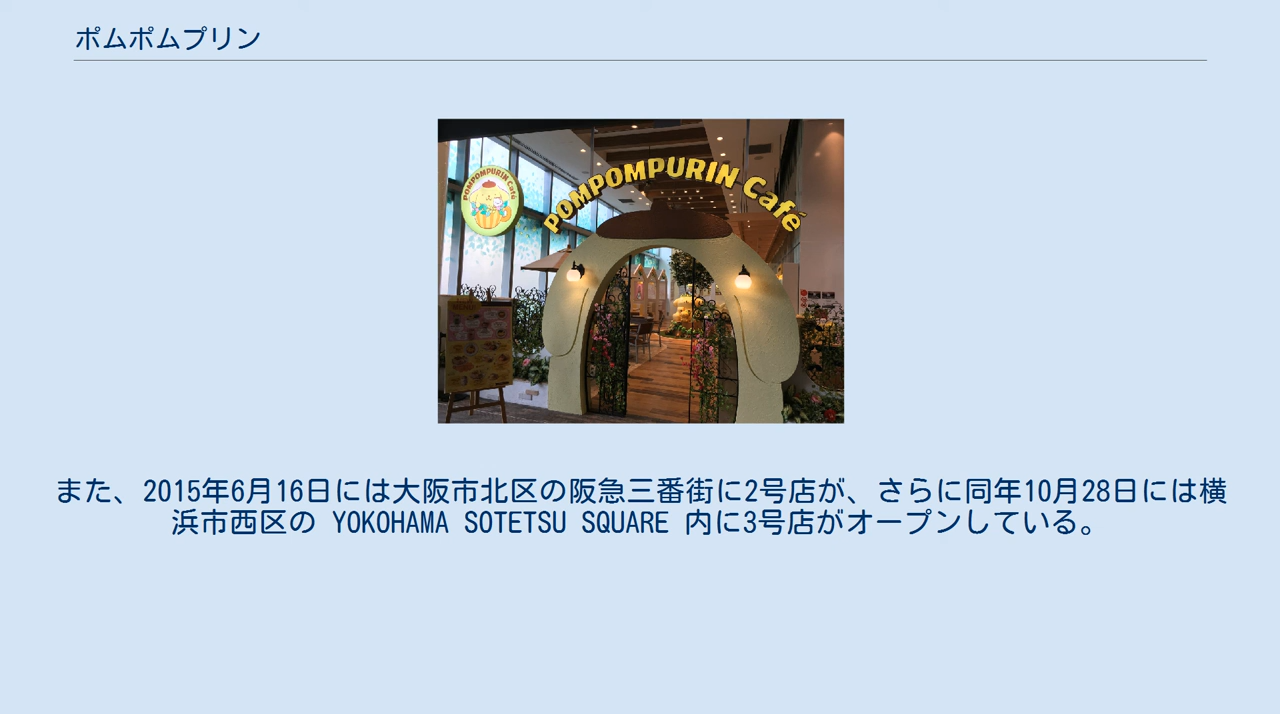 ポムポムプリン
POMPOMPURIN Café
POMPOMPURIN Café
また、2015年6月16日には大阪市北区の阪急三番街に2号店が、さらに同年10月28日には横
浜市西区の YOKOHAMA SOTETSU SQUARE 内に3号店がオープンしている。